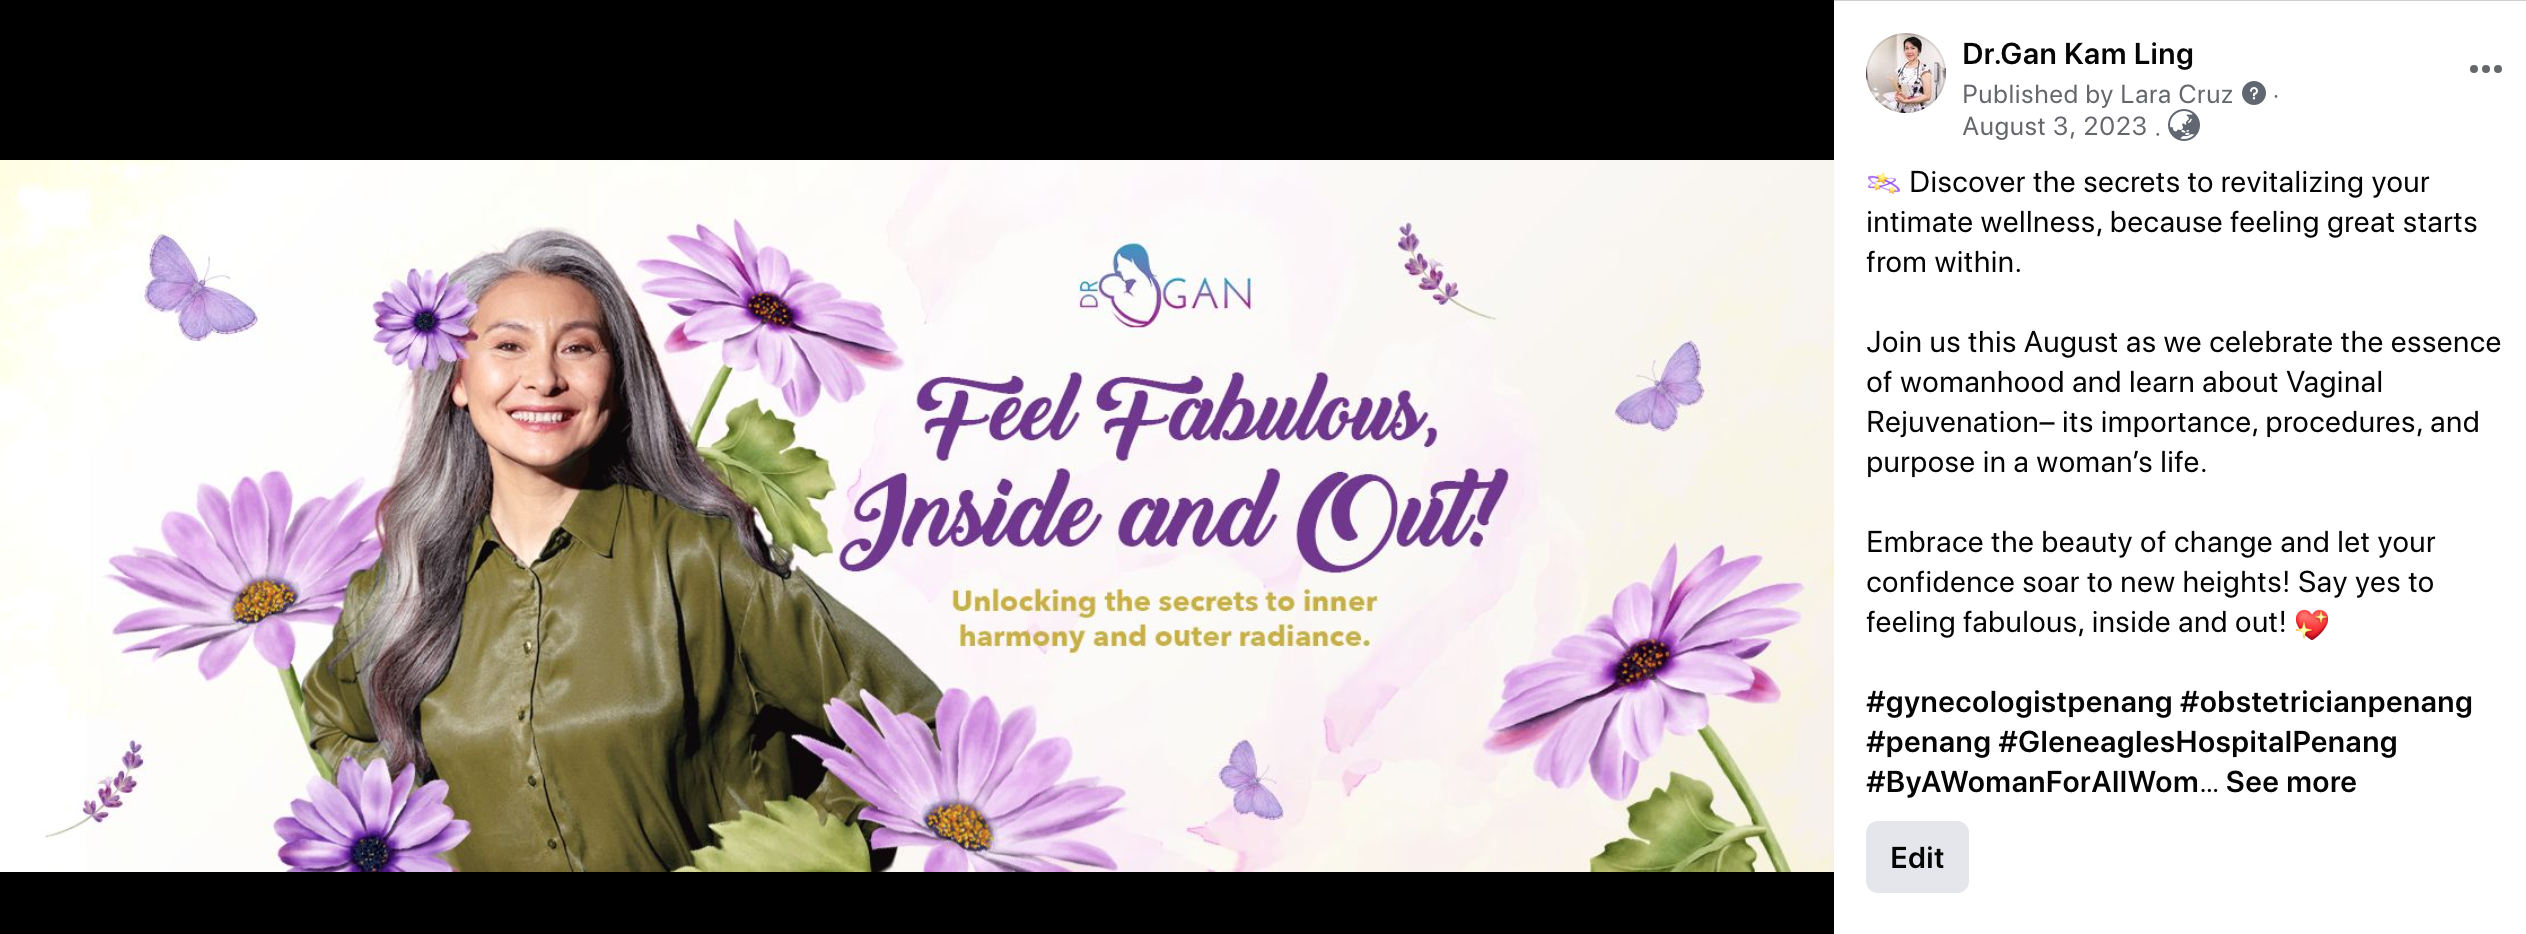 DR GAN
Feel Fabulous,
Inside and Out!
Unlocking the secrets to inner
harmony and outer radiance.
Dr.Gan Kam Ling
Published by Lara Cruz ·
August 3, 2023 .
💫 Discover the secrets to revitalizing your
intimate wellness, because feeling great starts
from within.
Join us this August as we celebrate the essence
of womanhood and learn about Vaginal
Rejuvenation– its importance, procedures, and
purpose in a woman’s life.
Embrace the beauty of change and let your
confidence soar to new heights! Say yes to
feeling fabulous, inside and out! 💖
#gynecologistpenang #obstetricianpenang
#penang #GleneaglesHospitalPenang
#ByAWomanForAllWom... See more
Edit